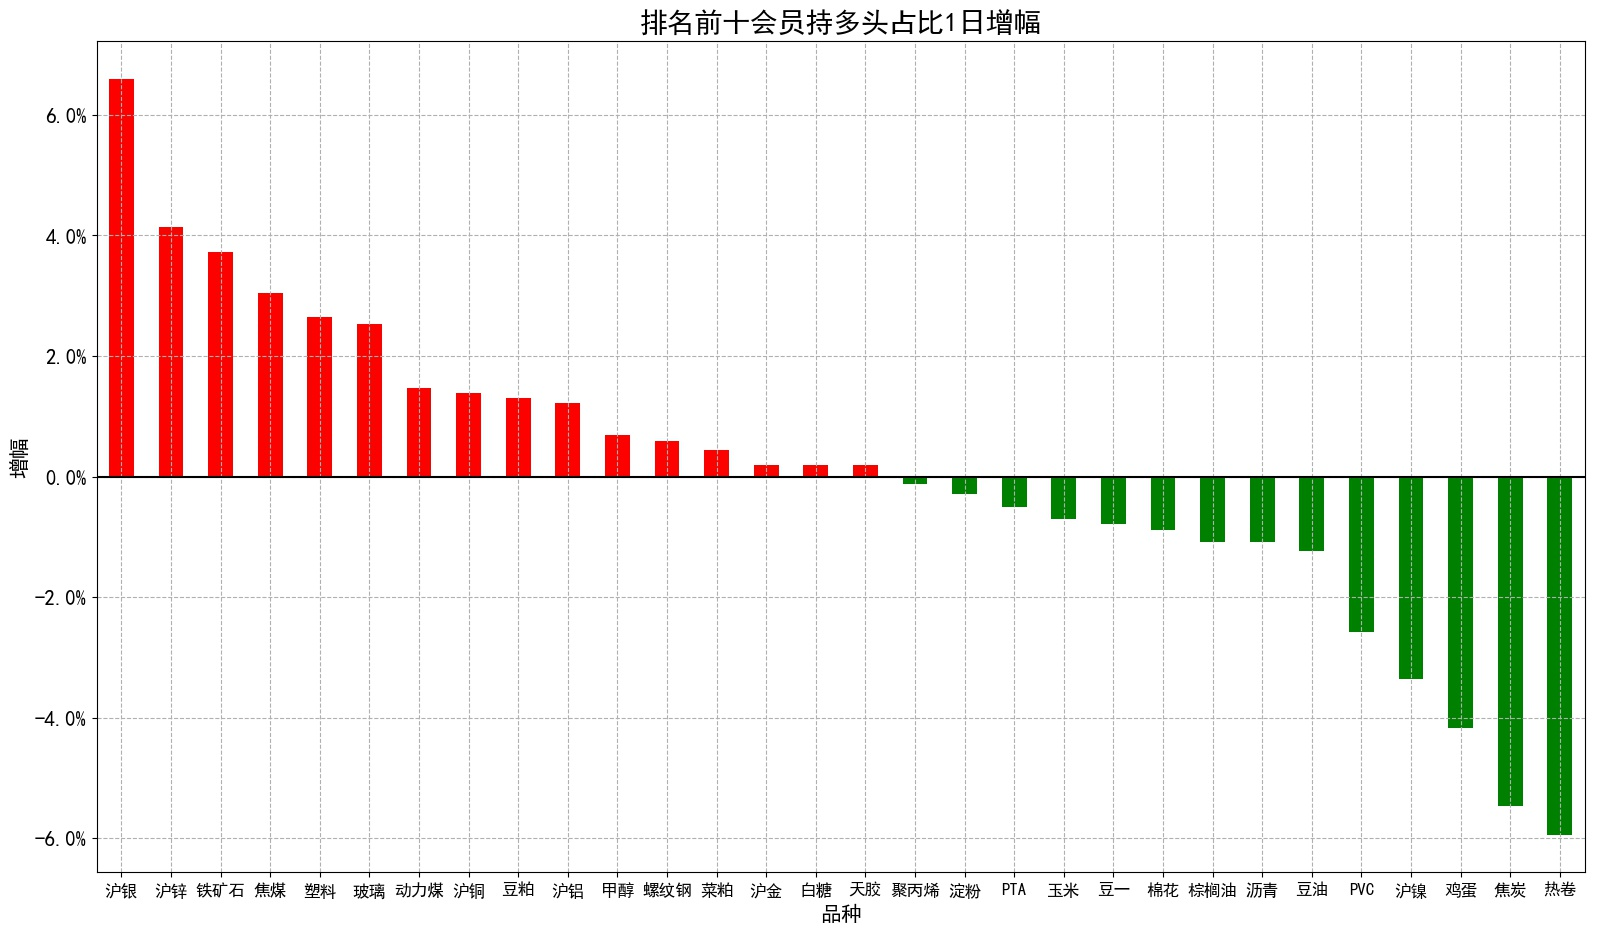 排名前十会员持多头占比1日增幅
6.0%
4.0%
2.0%
0.0%
-2.0%
-4.0%
-6.0%
增幅
沪银 沪锌 铁矿石 焦煤 塑料 玻璃 动力煤 沪铜 豆粕 沪铝 甲醇 螺纹钢 菜粕 沪金 白糖 天胶 聚丙烯 淀粉 PTA 玉米 豆一 棉花 棕榈油 沥青 豆油 PVC 沪镍 鸡蛋 焦炭 热卷
品种